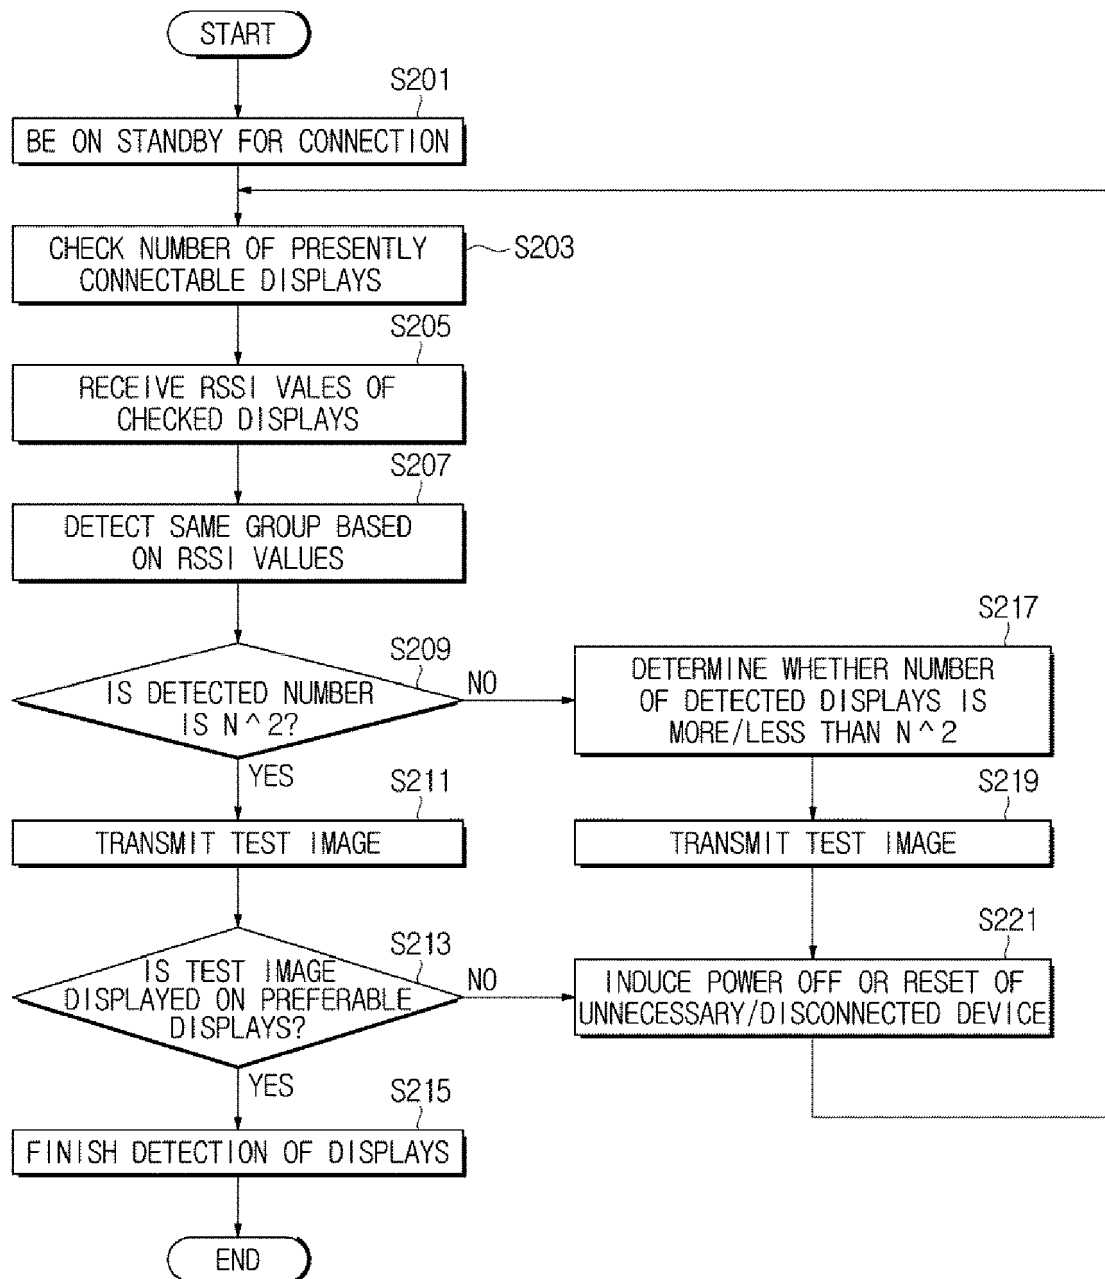 START
S201
BE ON STANDBY FOR CONNECTION
CHECK NUMBER OF PRESENTLY
CONNECTABLE DISPLAYS
S203
S205
RECEIVE RSSI VALES OF
CHECKED DISPLAYS
S207
DETECT SAME GROUP BASED
ON RSSI VALUES
S209
IS DETECTED NUMBER
IS N^2?
NO
YES
S217
DETERMINE WHETHER NUMBER
OF DETECTED DISPLAYS IS
MORE/LESS THAN N^2
S211
TRANSMIT TEST IMAGE
S219
TRANSMIT TEST IMAGE
S213
IS TEST IMAGE
DISPLAYED ON PREFERABLE
DISPLAYS?
NO
YES
S221
INDUCE POWER OFF OR RESET OF
UNNECESSARY/DISCONNECTED DEVICE
S215
FINISH DETECTION OF DISPLAYS
END